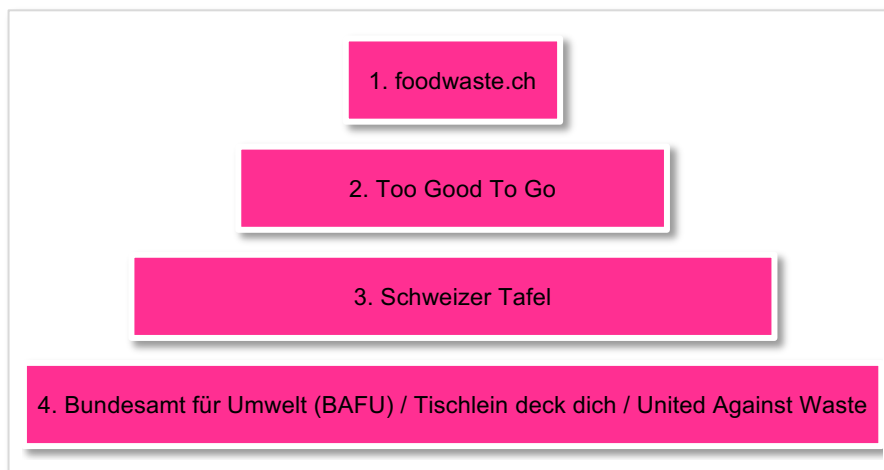 1. foodwaste.ch
2. Too Good To Go
3. Schweizer Tafel
4. Bundesamt für Umwelt (BAFU) / Tischlein deck dich / United Against Waste